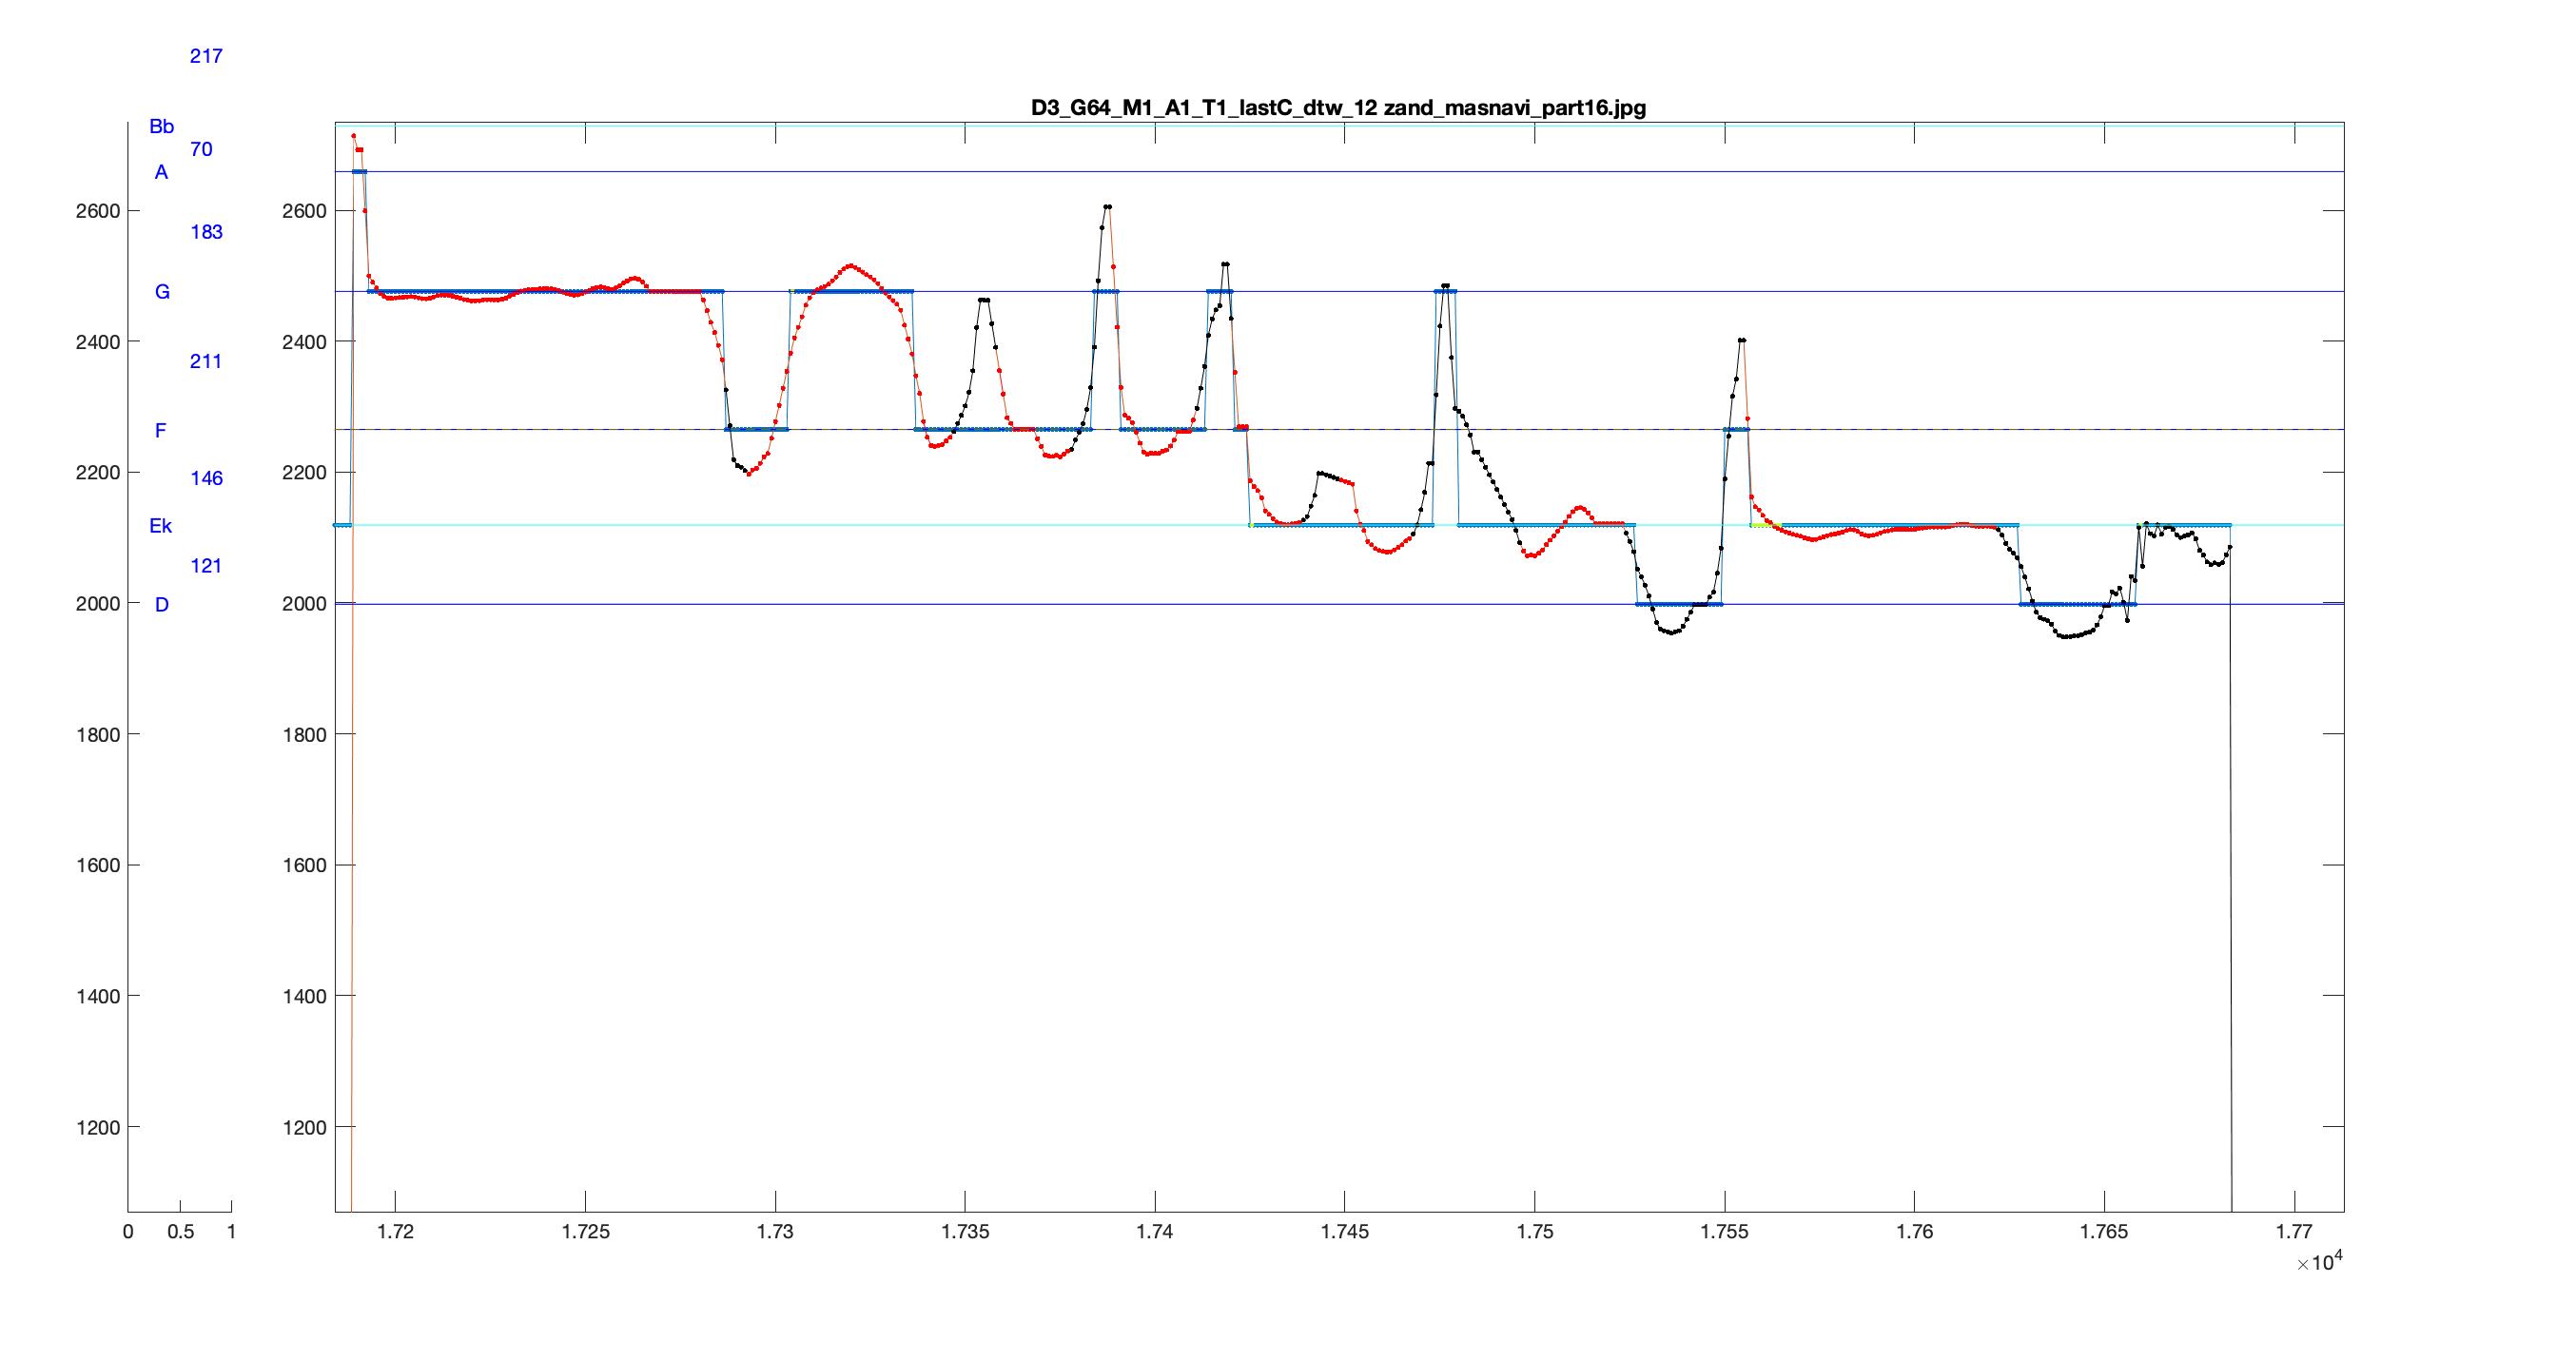 217
D3_G64_M1_A1_T1_lastC_dtw_12 zand_masnavi_part16.jpg
Bb
70
A
2600 2600
183
G
2400 2400
211
F
2200 2200
146
Ek
121
2000 D 2000
1800 1800
1600 1600
1400 1400
1200 1200
0 0.5 1 1.72 1.725 1.73 1.735 1.74 1.745 1.75 1.755 1.76 1.765 1.77
×10^4